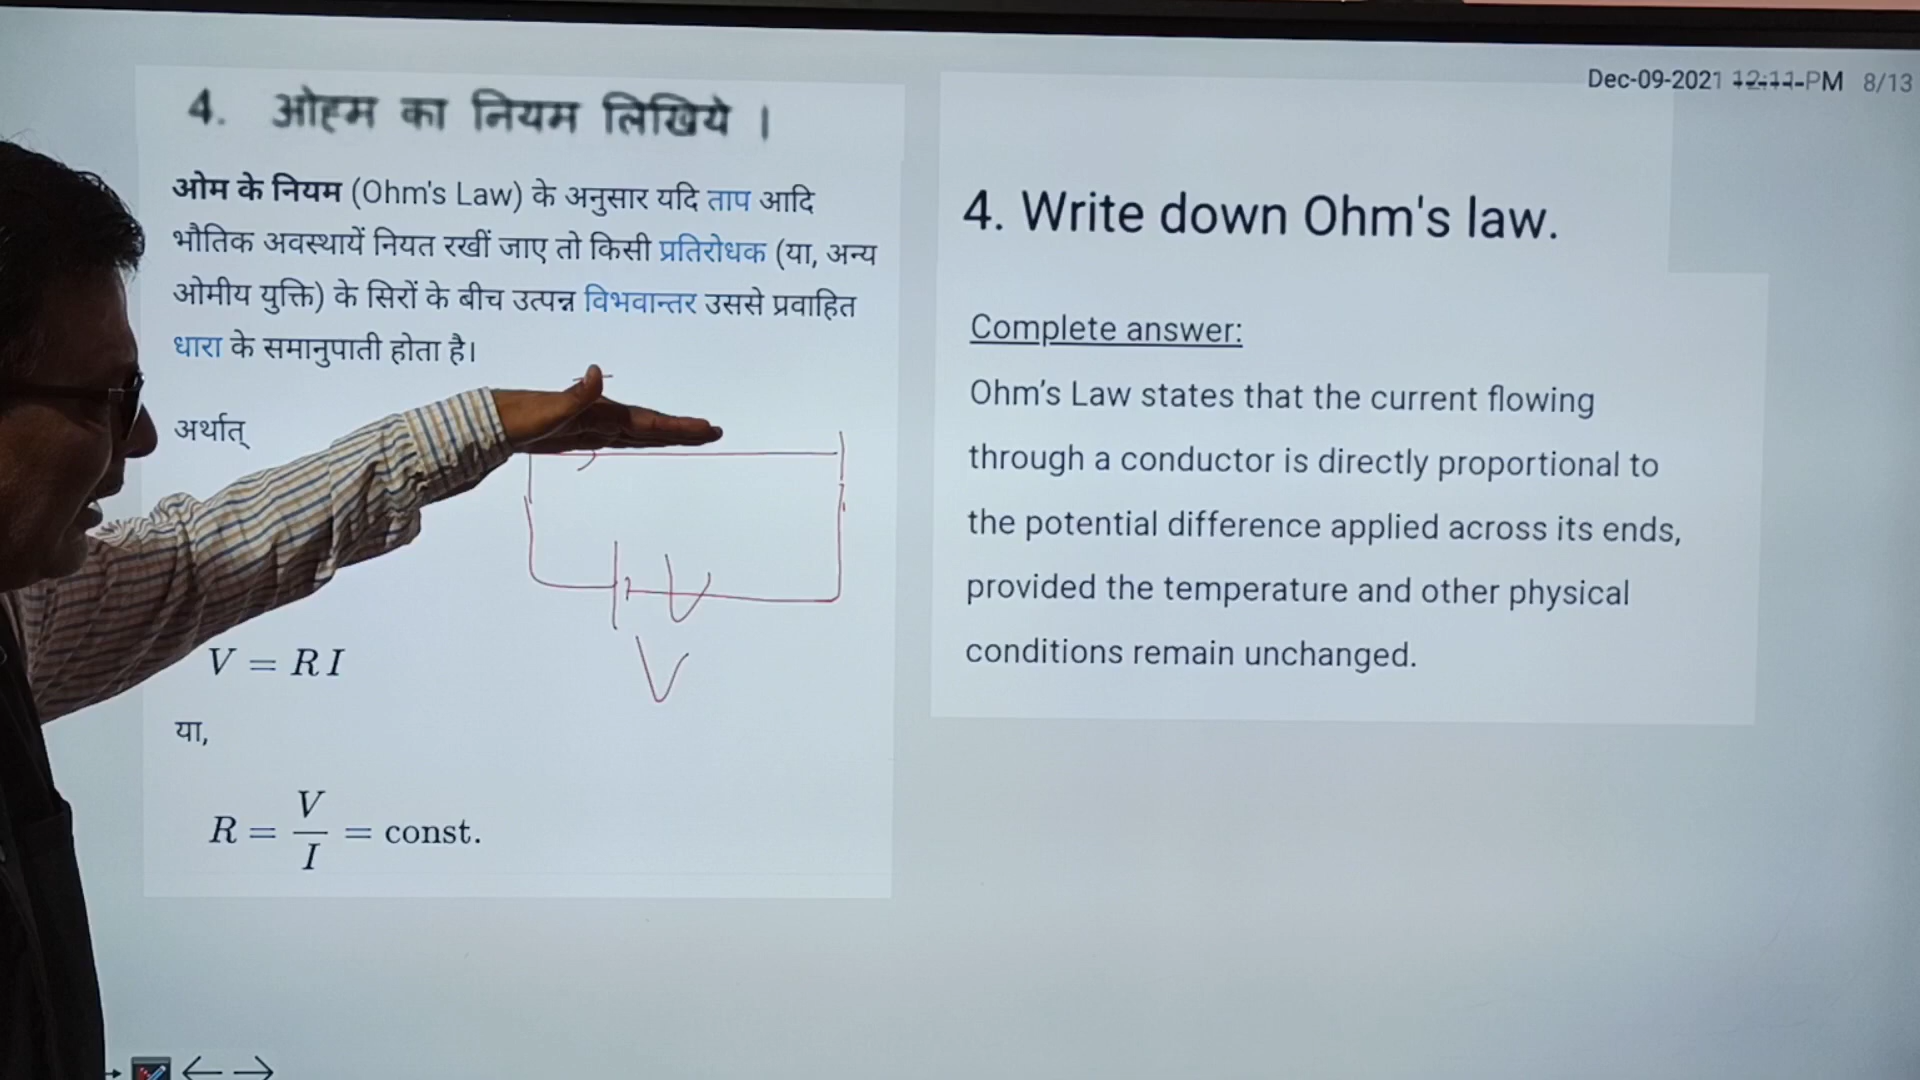 Dec-09-2021 12:11 PM 8/13
4. ओह्म का नियम लिखिये ।
ओम के नियम (Ohm's Law) के अनुसार यदि ताप आदि
भौतिक अवस्थायें नियत रखीं जाए तो किसी प्रतिरोधक (या, अन्य
ओमीय युक्ति) के सिरों के बीच उत्पन्न विभवान्तर उससे प्रवाहित
धारा के समानुपाती होता है।
अर्थात्
V = R I
या,
R = V/I = const.
V
V
4. Write down Ohm's law.
Complete answer:
Ohm's Law states that the current flowing
through a conductor is directly proportional to
the potential difference applied across its ends,
provided the temperature and other physical
conditions remain unchanged.